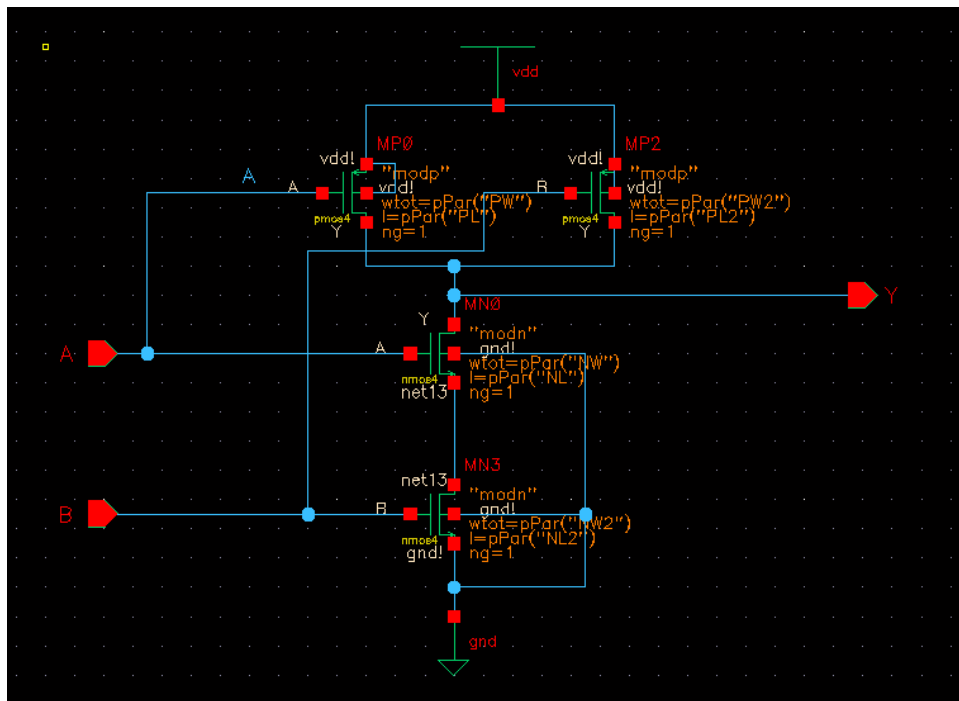 vdd
MP0
MP2
vdd!
vdd!
"modp"
"modp"
A
A
B
vdd!
vdd!
wtot=pPar("PW")
wtot=pPar("PW2")
pmos4
l=pPar("PL")
pmos4
l=pPar("PL2")
Y
ng=1
Y
ng=1
Y
MN0
Y
"modn"
A
A
gnd!
wtot=pPar("NW")
nmos4
l=pPar("NL")
net13
ng=1
MN3
net13
"modn"
B
B
gnd!
wtot=pPar("NW2")
nmos4
l=pPar("NL2")
gnd!
ng=1
gnd